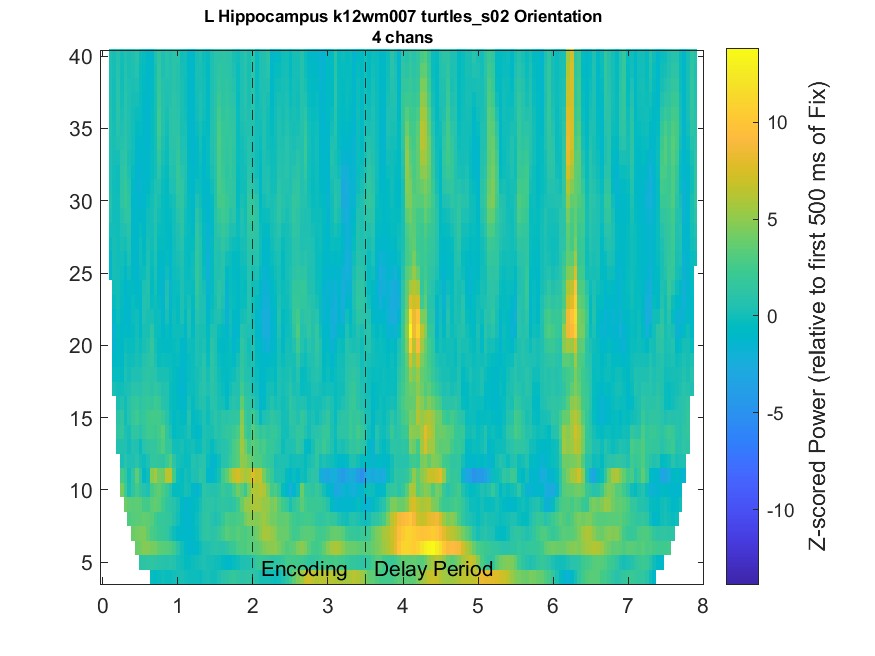 L Hippocampus k12wm007 turtles_s02 Orientation
4 chans
40
35
30
25
20
15
10
5
Encoding
Delay Period
0 1 2 3 4 5 6 7 8
10
5
0
-5
-10
Z-scored Power (relative to first 500 ms of Fix)